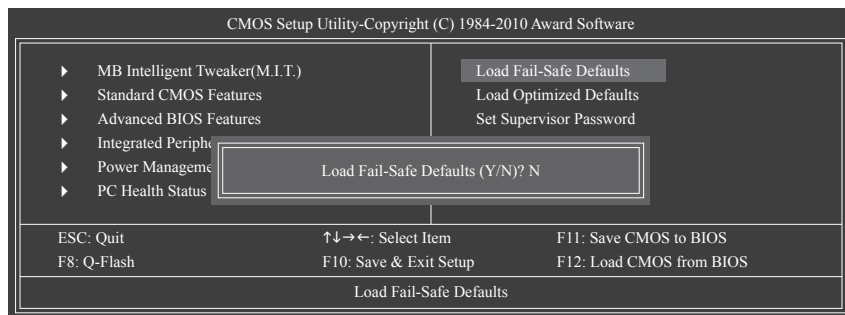 CMOS Setup Utility-Copyright (C) 1984-2010 Award Software
MB Intelligent Tweaker(M.I.T.)
Standard CMOS Features
Advanced BIOS Features
Integrated Periphe
Power Manageme
PC Health Status
Load Fail-Safe Defaults
Load Optimized Defaults
Set Supervisor Password
Load Fail-Safe Defaults (Y/N)? N
ESC: Quit ↑↓→←: Select Item F11: Save CMOS to BIOS
F8: Q-Flash F10: Save & Exit Setup F12: Load CMOS from BIOS
Load Fail-Safe Defaults